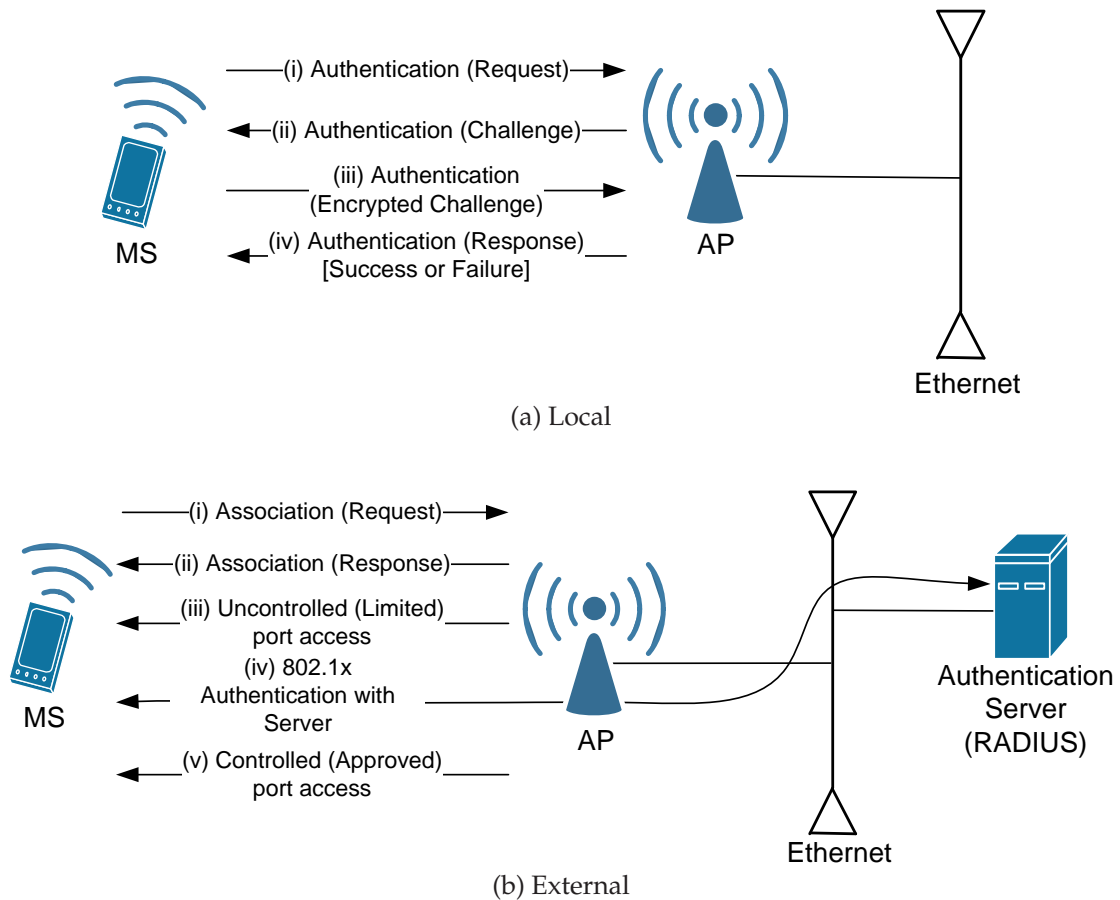 (i) Authentication (Request)
(ii) Authentication (Challenge)
(iii) Authentication
(Encrypted Challenge)
(iv) Authentication (Response)
[Success or Failure]
MS
AP
Ethernet
(a) Local
(i) Association (Request)
(ii) Association (Response)
(iii) Uncontrolled (Limited)
port access
(iv) 802.1x
Authentication with
Server
(v) Controlled (Approved)
port access
MS
AP
Authentication
Server
(RADIUS)
Ethernet
(b) External